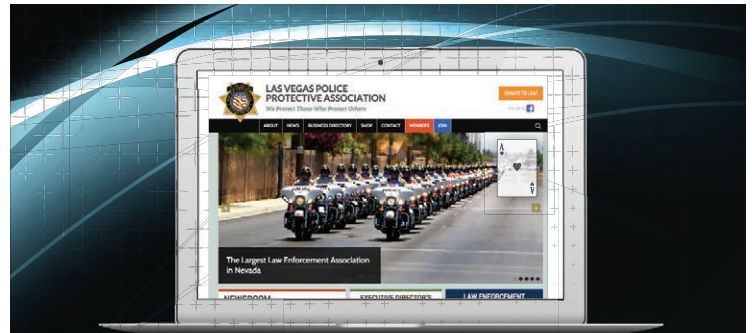 LAS VEGAS POLICE
PROTECTIVE ASSOCIATION
We Protect Those Who Protect Others
DONATE TO LEAF
ABOUT NEWS BUSINESS DIRECTORY SHOP CONTACT MEMBERS JOIN
A
A
The Largest Law Enforcement Association
in Nevada
NEWSROOM EXECUTIVE DIRECTOR'S LAW ENFORCEMENT